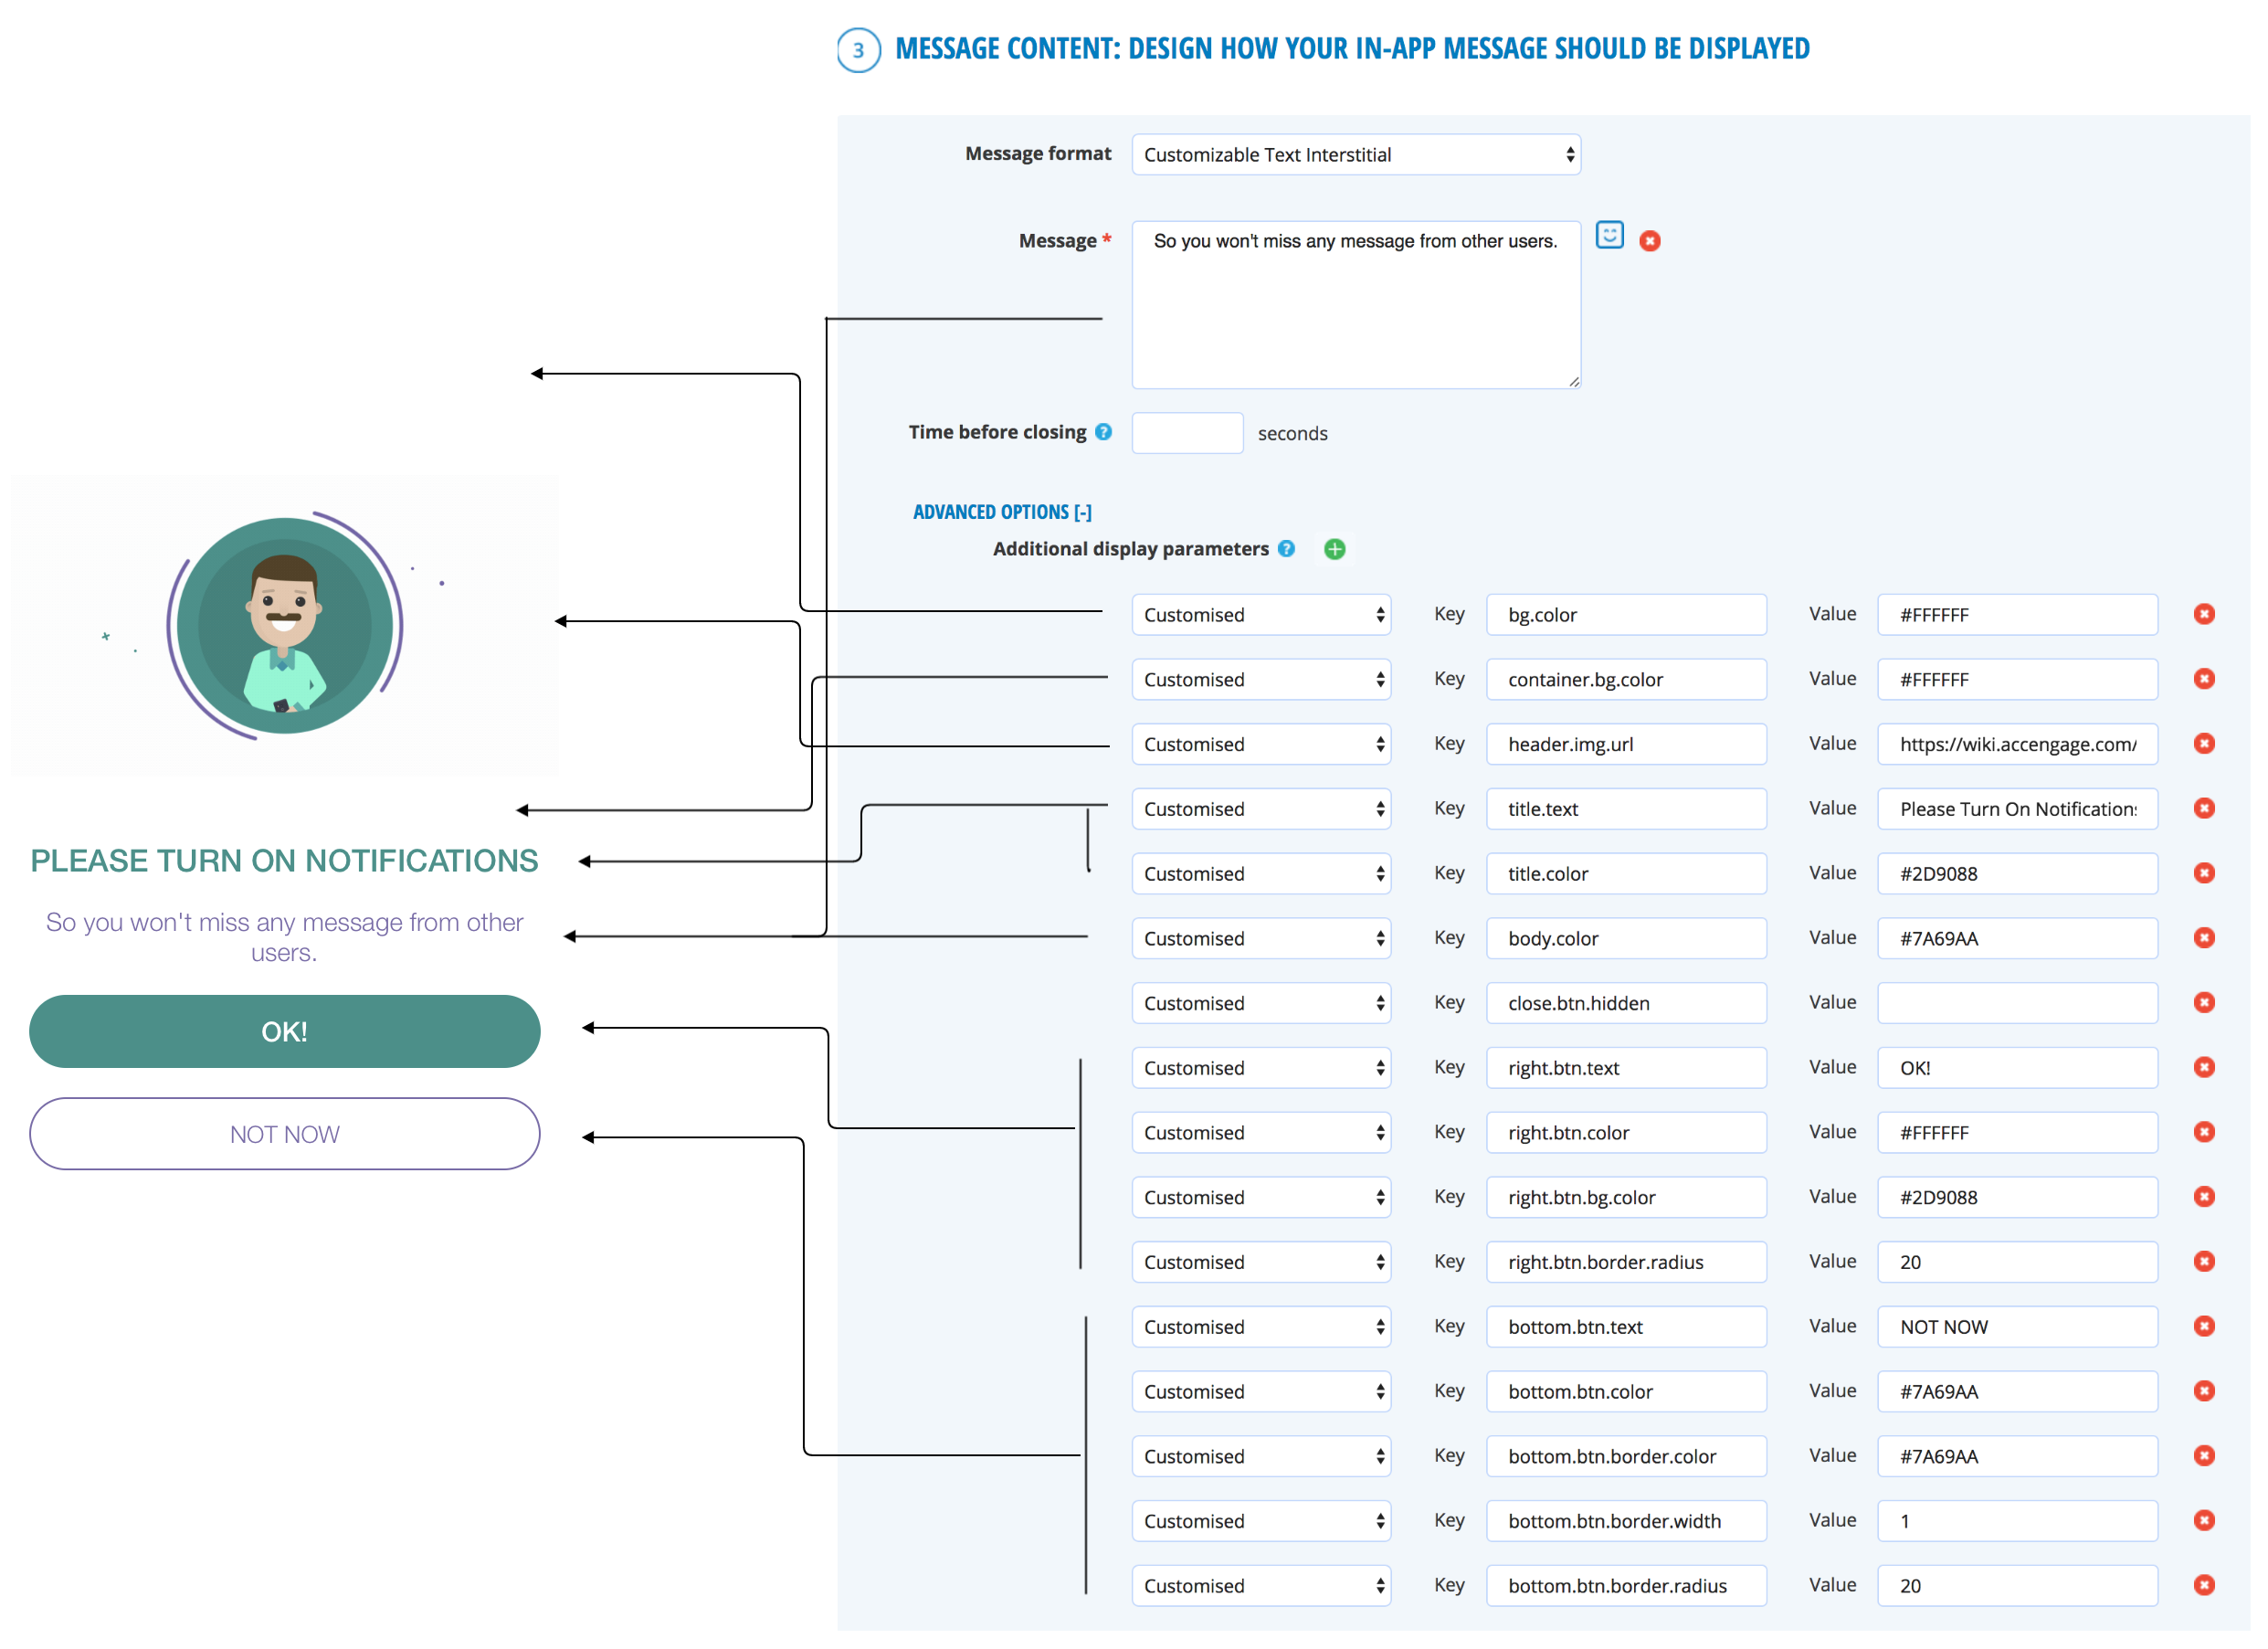 3 MESSAGE CONTENT: DESIGN HOW YOUR IN-APP MESSAGE SHOULD BE DISPLAYED
Message format Customizable Text Interstitial
Message * So you won't miss any message from other users.
Time before closing ? seconds
ADVANCED OPTIONS [-]
Additional display parameters ?
Customised Key bg.color Value #FFFFFF
Customised Key container.bg.color Value #FFFFFF
Customised Key header.img.url Value https://wiki.accengage.com/
Customised Key title.text Value Please Turn On Notifications
Customised Key title.color Value #2D9088
Customised Key body.color Value #7A69AA
Customised Key close.btn.hidden Value
Customised Key right.btn.text Value OK!
Customised Key right.btn.color Value #FFFFFF
Customised Key right.btn.bg.color Value #2D9088
Customised Key right.btn.border.radius Value 20
Customised Key bottom.btn.text Value NOT NOW
Customised Key bottom.btn.color Value #7A69AA
Customised Key bottom.btn.border.color Value #7A69AA
Customised Key bottom.btn.border.width Value 1
Customised Key bottom.btn.border.radius Value 20
PLEASE TURN ON NOTIFICATIONS
So you won't miss any message from other
users.
OK!
NOT NOW